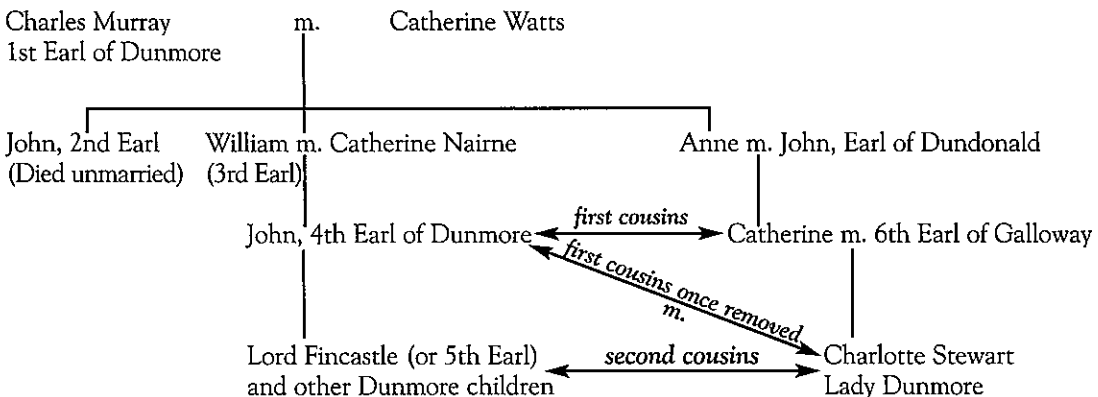 Charles Murray m. Catherine Watts
1st Earl of Dunmore
John, 2nd Earl William m. Catherine Nairne Anne m. John, Earl of Dundonald
(Died unmarried) (3rd Earl)
first cousins
John, 4th Earl of Dunmore Catherine m. 6th Earl of Galloway
first cousins once removed
m.
Lord Fincastle (or 5th Earl) second cousins Charlotte Stewart
and other Dunmore children Lady Dunmore